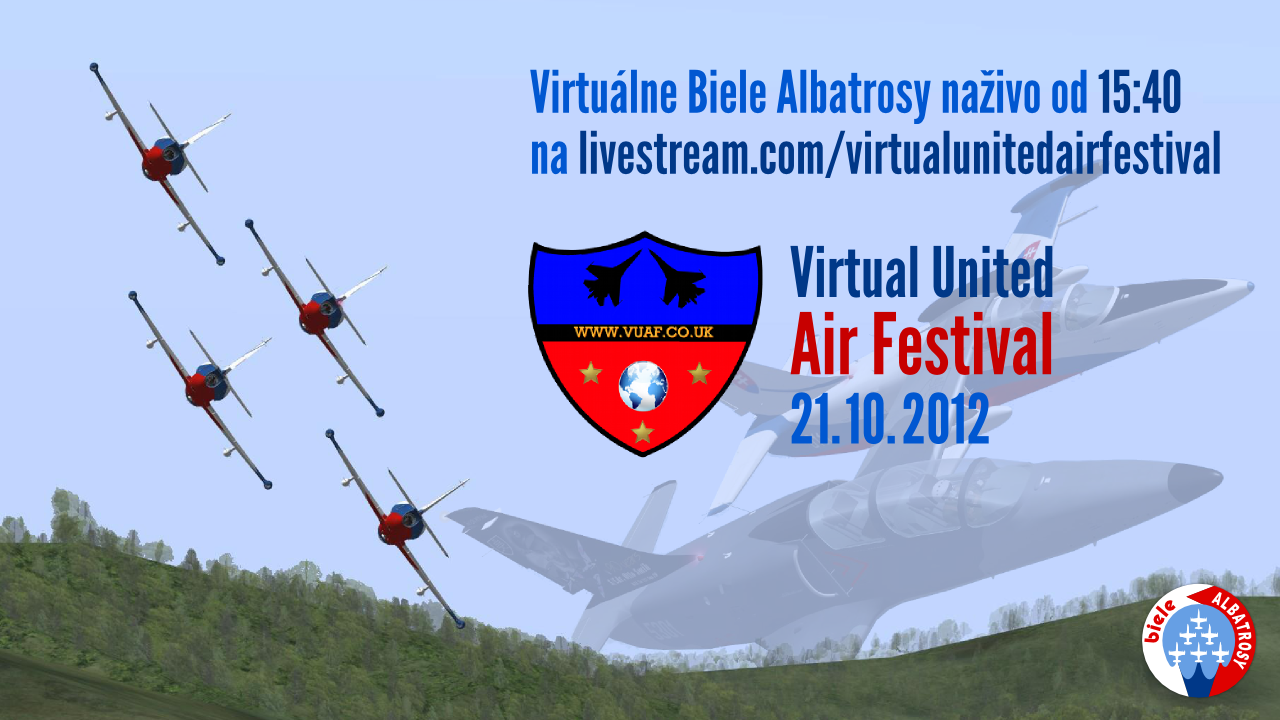 Virtuálne Biele Albatrosy naživo od 15:40
na livestream.com/virtualunitedairfestival
Virtual United
Air Festival
21.10.2012
WWW.VUAF.CO.UK
biele ALBATROSY